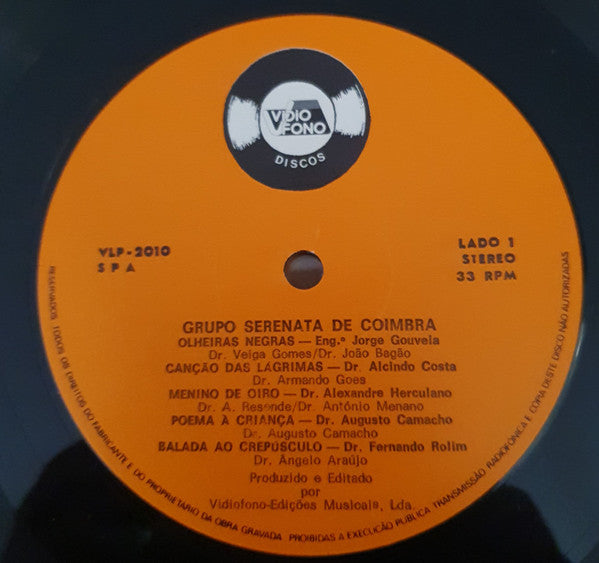 VIDIO
FONO
DISCOS
VLP-2010
S P A
LADO 1
STEREO
33 RPM
GRUPO SERENATA DE COIMBRA
OLHEIRAS NEGRAS — Eng.º Jorge Gouveia
Dr. Veiga Gomes/Dr. João Bagão
CANÇÃO DAS LÁGRIMAS — Dr. Alcindo Costa
Dr. Armando Goes
MENINO DE OIRO — Dr. Alexandre Herculano
Dr. A. Resende/Dr. António Menano
POEMA À CRIANÇA — Dr. Augusto Camacho
Dr. Augusto Camacho
BALADA AO CREPÚSCULO — Dr. Fernando Rolim
Dr. Ângelo Araújo
Produzido e Editado
por
Vidiofono-Edições Musicais, Lda.
RESERVADOS TODOS OS DIREITOS DO FABRICANTE E DO PROPRIETÁRIO DA OBRA GRAVADA PROIBIDAS A EXECUÇÃO PÚBLICA TRANSMISSÃO RADIOFÓNICA E COPIA DESTE DISCO NÃO AUTORIZADAS